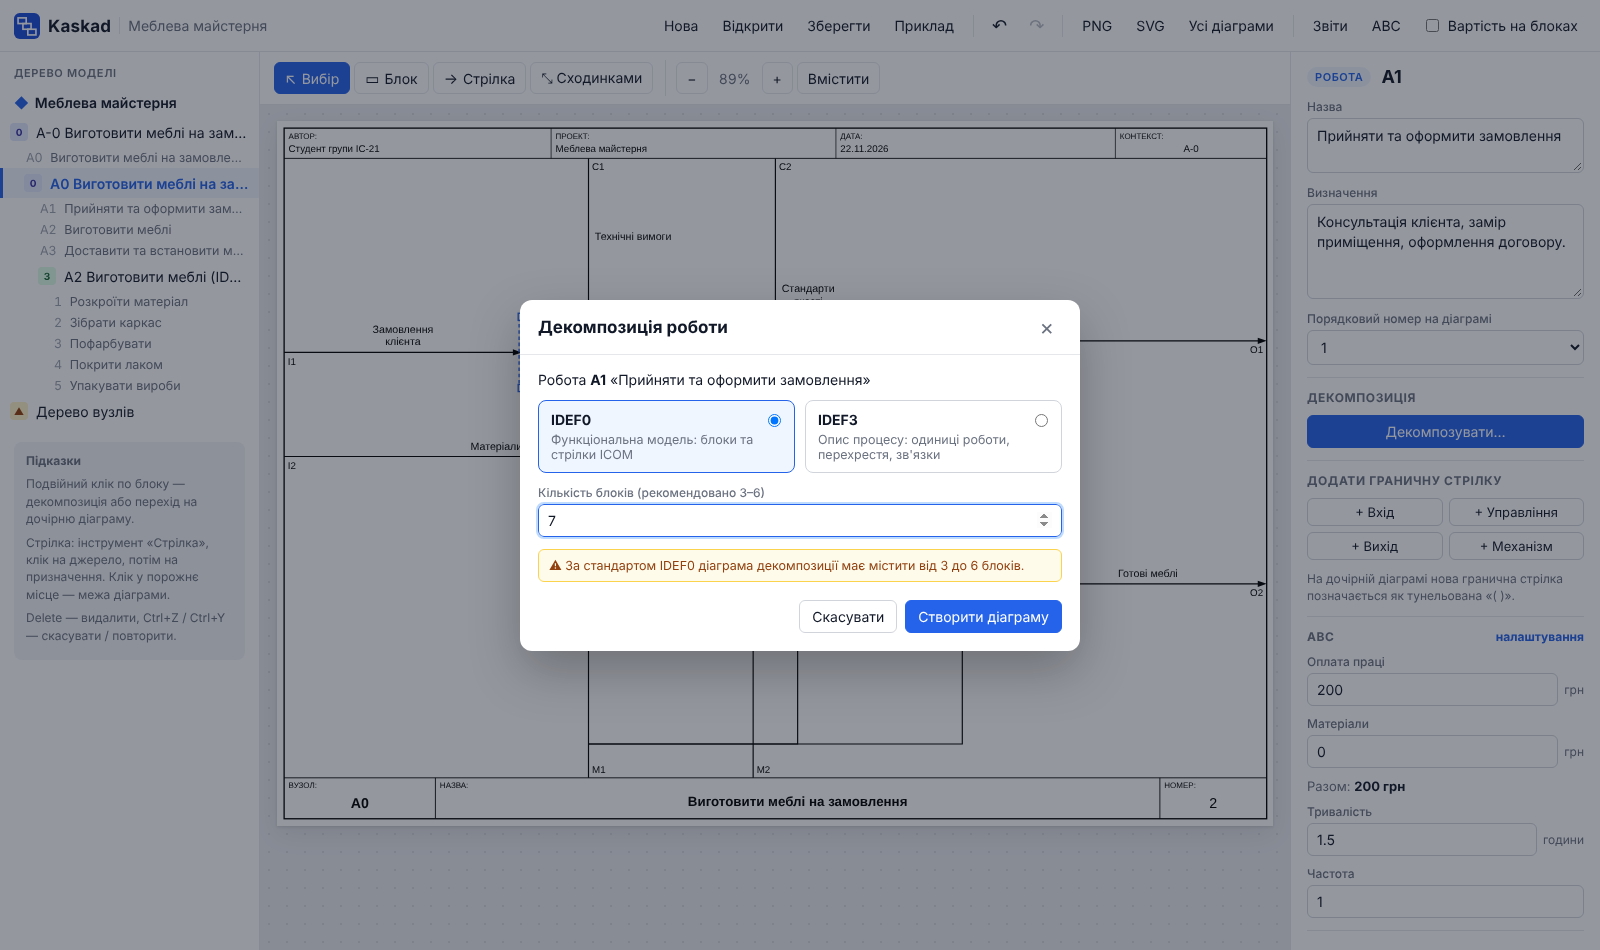 Kaskad
Меблева майстерня
Нова
Відкрити
Зберегти
Приклад
PNG
SVG
Усі діаграми
Звіти
ABC
Вартість на блоках
ДЕРЕВО МОДЕЛІ
Меблева майстерня
0 A-0 Виготовити меблі на зам...
A0 Виготовити меблі на замовле...
0 A0 Виготовити меблі на за...
A1 Прийняти та оформити зам...
A2 Виготовити меблі
A3 Доставити та встановити м...
3 A2 Виготовити меблі (ID...
1 Розкроїти матеріал
2 Зібрати каркас
3 Пофарбувати
4 Покрити лаком
5 Упакувати вироби
Дерево вузлів
Підказки
Подвійний клік по блоку —
декомпозиція або перехід на
дочірню діаграму.
Стрілка: інструмент «Стрілка»,
клік на джерело, потім на
призначення. Клік у порожнє
місце — межа діаграми.
Delete — видалити, Ctrl+Z / Ctrl+Y
— скасувати / повторити.
Вибір
Блок
Стрілка
Сходинками
−
89%
+
Вмістити
АВТОР:
Студент групи ІС-21
ПРОЕКТ:
Меблева майстерня
ДАТА:
22.11.2026
КОНТЕКСТ:
A-0
C1
C2
Технічні вимоги
Стандарти
Замовлення
клієнта
I1
Матеріали
I2
O1
Готові меблі
O2
M1
M2
ВУЗОЛ:
A0
НАЗВА:
Виготовити меблі на замовлення
НОМЕР:
2
Декомпозиція роботи
Робота A1 «Прийняти та оформити замовлення»
IDEF0
Функціональна модель: блоки та
стрілки ICOM
IDEF3
Опис процесу: одиниці роботи,
перехрестя, зв'язки
Кількість блоків (рекомендовано 3–6)
7
За стандартом IDEF0 діаграма декомпозиції має містити від 3 до 6 блоків.
Скасувати
Створити діаграму
РОБОТА A1
Назва
Прийняти та оформити замовлення
Визначення
Консультація клієнта, замір
приміщення, оформлення договору.
Порядковий номер на діаграмі
1
ДЕКОМПОЗИЦІЯ
Декомпозувати...
ДОДАТИ ГРАНИЧНУ СТРІЛКУ
+ Вхід
+ Управління
+ Вихід
+ Механізм
На дочірній діаграмі нова гранична стрілка
позначається як тунельована «( )».
ABC
налаштування
Оплата праці
200 грн
Матеріали
0 грн
Разом: 200 грн
Тривалість
1.5 години
Частота
1